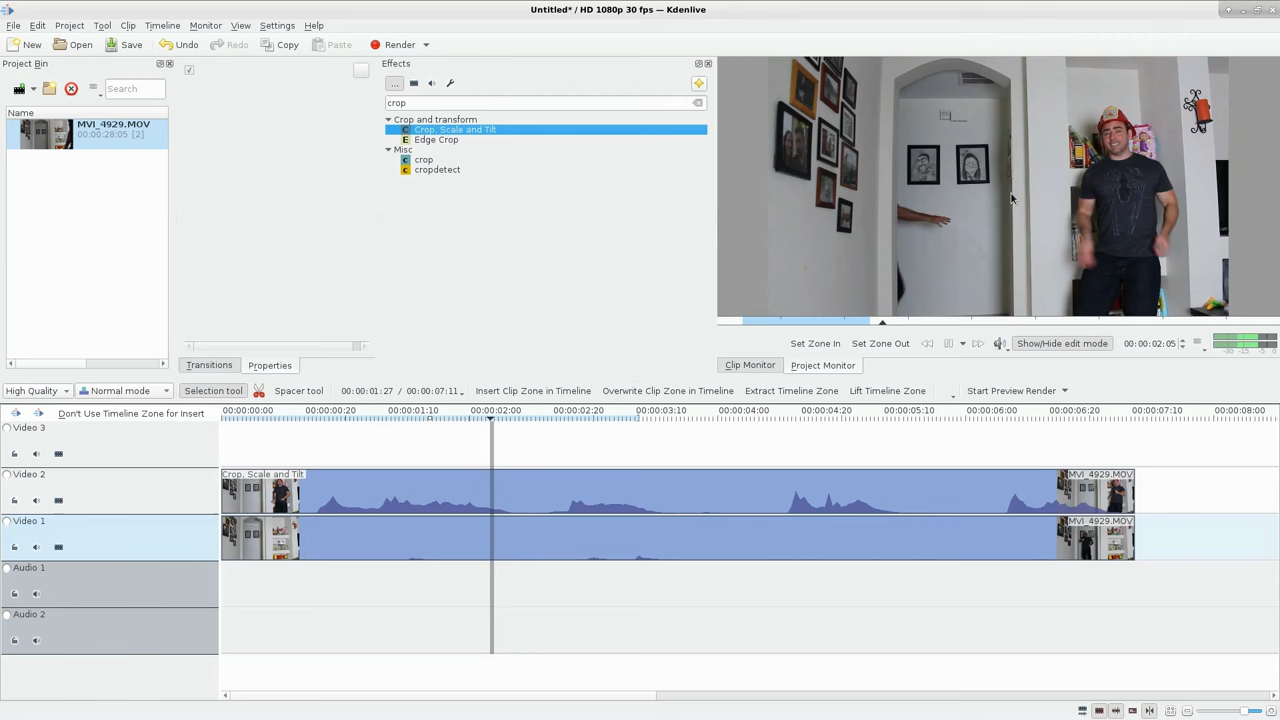 Untitled* / HD 1080p 30 fps — Kdenlive
File Edit Project Tool Clip Timeline Monitor View Settings Help
New Open Save Undo Redo Copy Paste Render
Project Bin
Search
Name
MVI_4929.MOV
00:00:28:05 [2]
Effects
...
crop
Crop and transform
Crop, Scale and Tilt
Edge Crop
Misc
crop
cropdetect
Transitions Properties
-30 -15 -5 0
Set Zone In Set Zone Out Show/Hide edit mode 00:00:02:05
Clip Monitor Project Monitor
High Quality Normal mode Selection tool Spacer tool 00:00:01:27 / 00:00:07:11 Insert Clip Zone in Timeline Overwrite Clip Zone in Timeline Extract Timeline Zone Lift Timeline Zone Start Preview Render
Don't Use Timeline Zone for Insert
00:00:00:00 00:00:00:20 00:00:01:10 00:00:02:00 00:00:02:20 00:00:03:10 00:00:04:00 00:00:04:20 00:00:05:10 00:00:06:00 00:00:06:20 00:00:07:10 00:00:08:00
Video 3
Video 2
Crop, Scale and Tilt MVI_4929.MOV
Video 1
MVI_4929.MOV
Audio 1
Audio 2